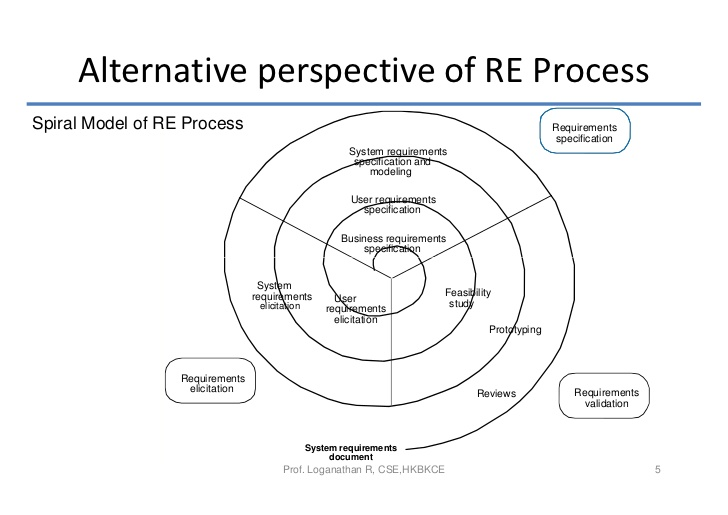 Alternative perspective of RE Process
Spiral Model of RE Process
Requirements
specification
System requirements
specification and
modeling
User requirements
specification
Business requirements
specification
System
requirements
elicitation
User
requirements
elicitation
Feasibility
study
Prototyping
Reviews
Requirements
elicitation
Requirements
validation
System requirements
document
Prof. Loganathan R, CSE,HKBKCE
5